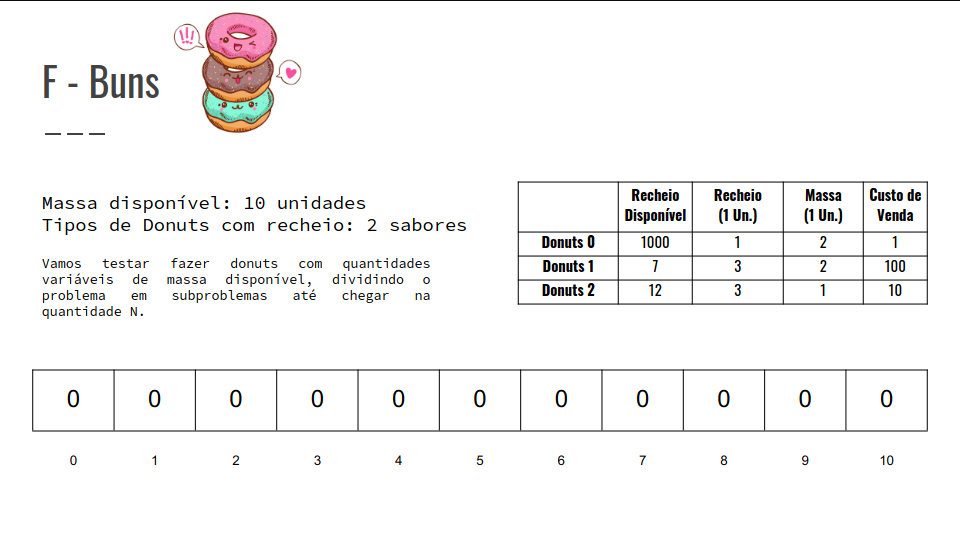 !!!
F - Buns
Massa disponível: 10 unidades
Tipos de Donuts com recheio: 2 sabores
Vamos testar fazer donuts com quantidades
variáveis de massa disponível, dividindo o
problema em subproblemas até chegar na
quantidade N.
Recheio Disponível Recheio (1 Un.) Massa (1 Un.) Custo de Venda
Donuts 0 1000 1 2 1
Donuts 1 7 3 2 100
Donuts 2 12 3 1 10
0 0 0 0 0 0 0 0 0 0 0
0 1 2 3 4 5 6 7 8 9 10